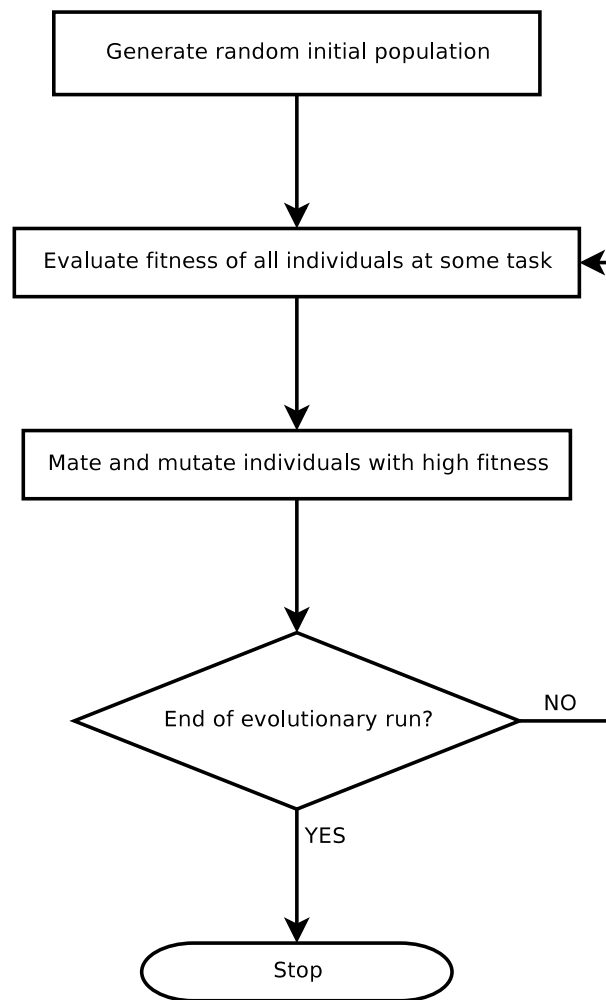 Generate random initial population
Evaluate fitness of all individuals at some task
Mate and mutate individuals with high fitness
End of evolutionary run?
NO
YES
Stop